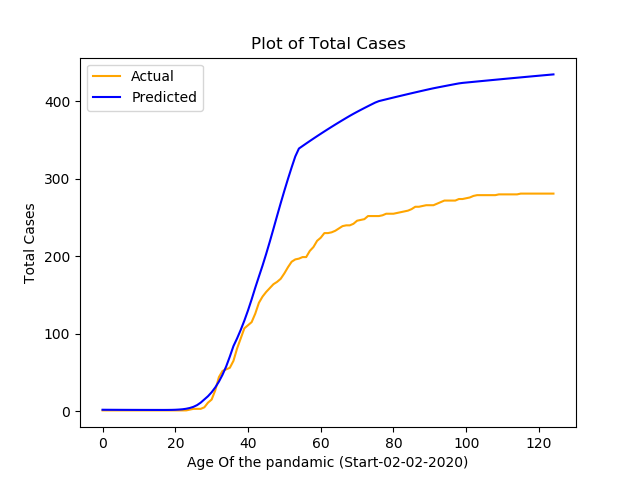 Plot of Total Cases
Actual
Predicted
Total Cases
400
300
200
100
0
0 20 40 60 80 100 120
Age Of the pandamic (Start-02-02-2020)